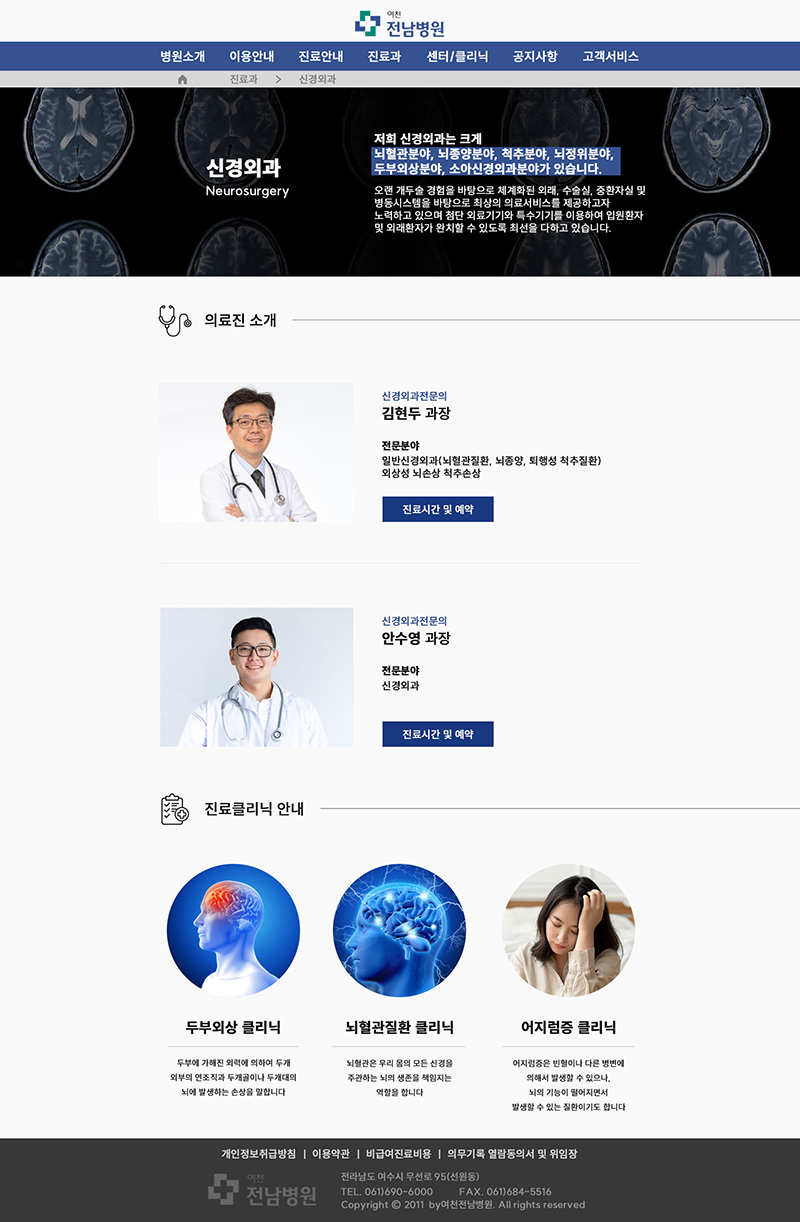 여천
전남병원
병원소개 이용안내 진료안내 진료과 센터/클리닉 공지사항 고객서비스
진료과 > 신경외과
신경외과
Neurosurgery
저희 신경외과는 크게
뇌혈관분야, 뇌종양분야, 척추분야, 뇌정위분야,
두부외상분야, 소아신경외과분야가 있습니다.
오랜 개두술 경험을 바탕으로 체계화된 외래, 수술실, 중환자실 및
병동시스템을 바탕으로 최상의 의료서비스를 제공하고자
노력하고 있으며 첨단 외료기기와 특수기기를 이용하여 입원환자
및 외래환자가 완치할 수 있도록 최선을 다하고 있습니다.
의료진 소개
신경외과전문의
김현두 과장
전문분야
일반신경외과(뇌혈관질환, 뇌종양, 퇴행성 척추질환)
외상성 뇌손상 척추손상
진료시간 및 예약
신경외과전문의
안수영 과장
전문분야
신경외과
진료시간 및 예약
진료클리닉 안내
두부외상 클리닉
두부에 가해진 외력에 의하여 두개
외부의 연조직과 두개골이나 두개대의
뇌에 발생하는 손상을 말합니다
뇌혈관질환 클리닉
뇌혈관은 우리 몸의 모든 신경을
주관하는 뇌의 생존을 책임지는
역할을 합니다
어지럼증 클리닉
어지럼증은 빈혈이나 다른 병변에
의해서 발생할 수 있으나,
뇌의 기능이 떨어지면서
발생할 수 있는 질환이기도 합니다
개인정보취급방침 | 이용약관 | 비급여진료비용 | 의무기록 열람동의서 및 위임장
여천
전남병원
전라남도 여수시 무선로 95(선원동)
TEL. 061)690-6000 FAX. 061)684-5516
Copyright © 2011 by여천전남병원. All rights reserved